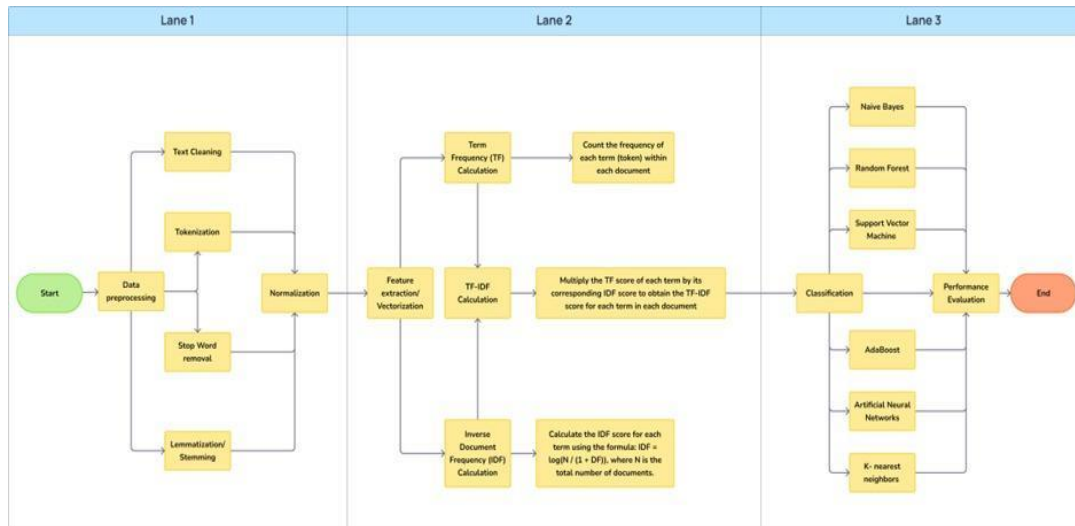 Lane 1
Lane 2
Lane 3
Start
Data
preprocessing
Text Cleaning
Tokenization
Stop Word
removal
Lemmatization/
Stemming
Normalization
Feature
extraction/
Vectorization
Term
Frequency (TF)
Calculation
Count the frequency of
each term (token) within
each document
TF-IDF
Calculation
Multiply the TF score of each term by its
corresponding IDF score to obtain the TF-IDF
score for each term in each document
Inverse
Document
Frequency (IDF)
Calculation
Calculate the IDF score for each
term using the formula: IDF =
log(N / (1 + DF)), where N is the
total number of documents.
Classification
Naive Bayes
Random Forest
Support Vector
Machine
AdaBoost
Artificial Neural
Networks
K- nearest
neighbors
Performance
Evaluation
End